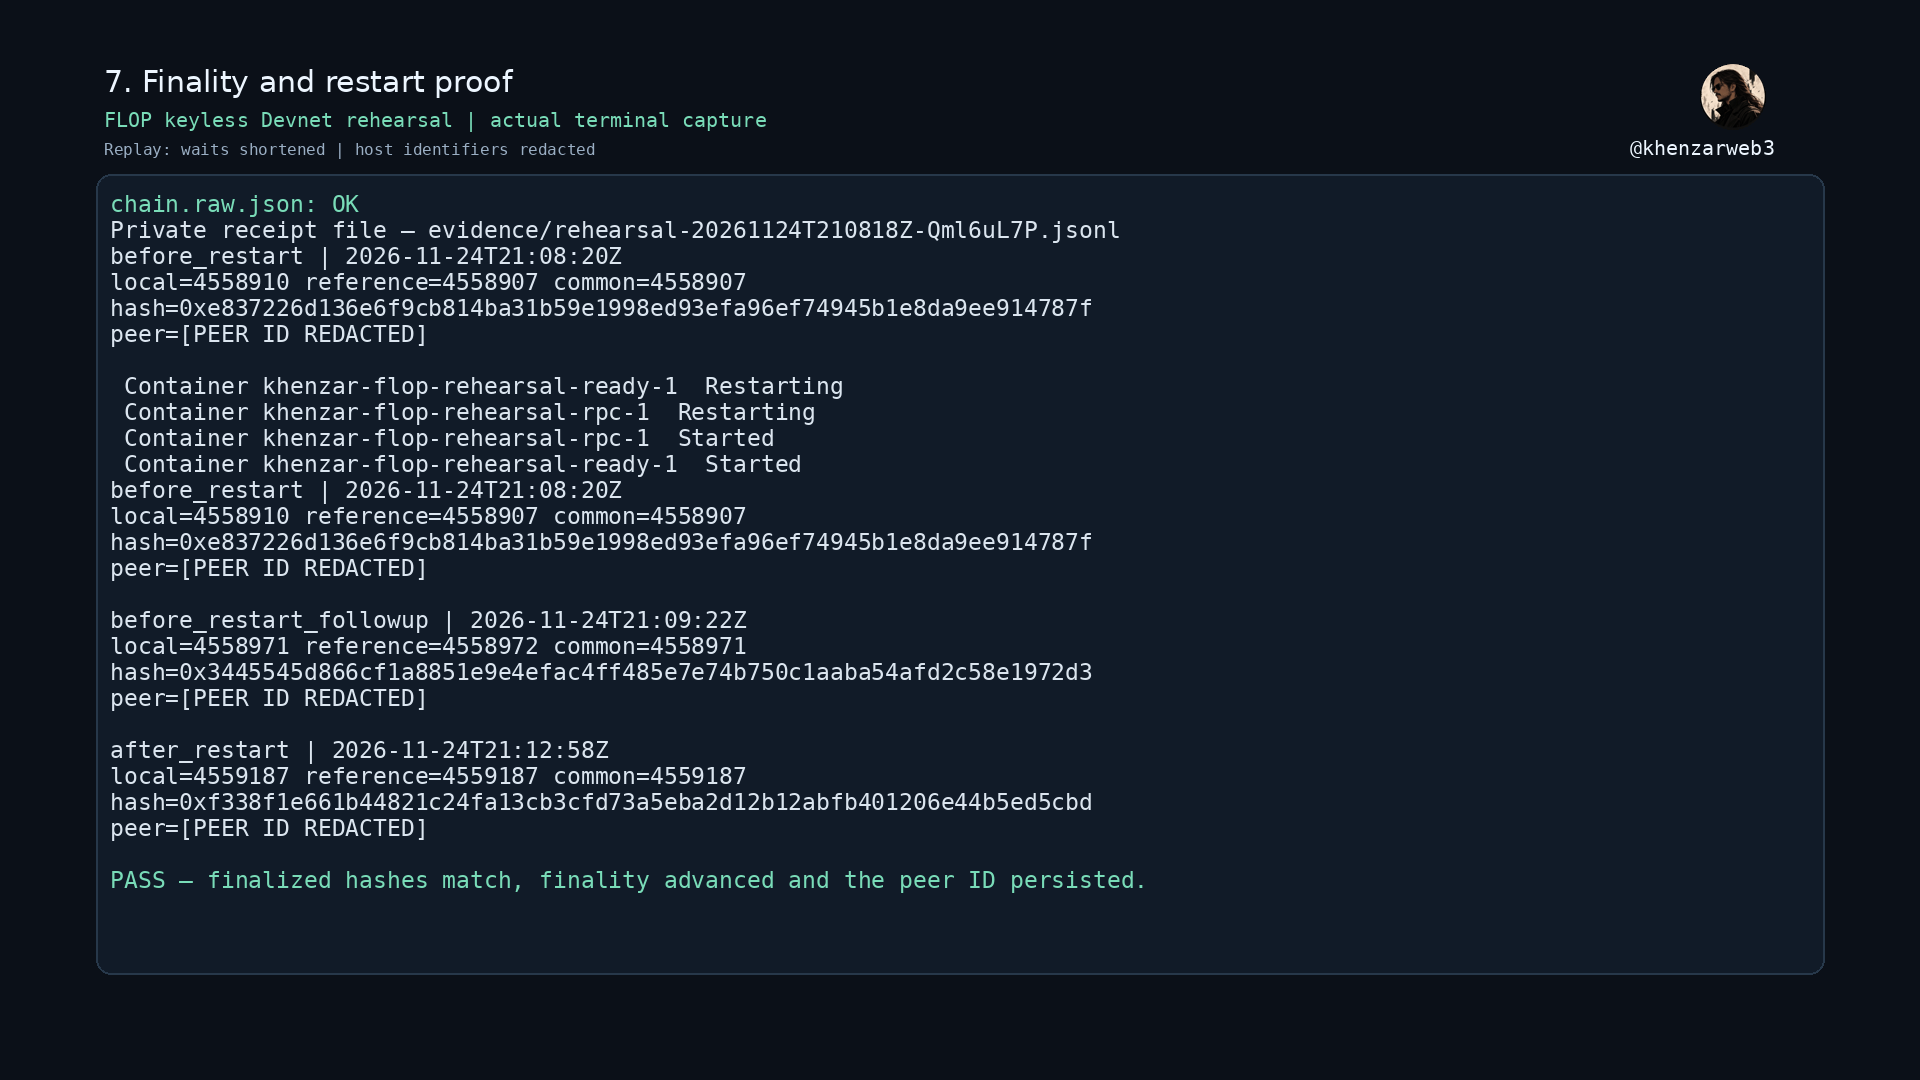 7. Finality and restart proof
FLOP keyless Devnet rehearsal | actual terminal capture
Replay: waits shortened | host identifiers redacted
@khenzarweb3
chain.raw.json: OK
Private receipt file — evidence/rehearsal-20261124T210818Z-Qml6uL7P.jsonl
before_restart | 2026-11-24T21:08:20Z
local=4558910 reference=4558907 common=4558907
hash=0xe837226d136e6f9cb814ba31b59e1998ed93efa96ef74945b1e8da9ee914787f
peer=[PEER ID REDACTED]
Container khenzar-flop-rehearsal-ready-1  Restarting
Container khenzar-flop-rehearsal-rpc-1  Restarting
Container khenzar-flop-rehearsal-rpc-1  Started
Container khenzar-flop-rehearsal-ready-1  Started
before_restart | 2026-11-24T21:08:20Z
local=4558910 reference=4558907 common=4558907
hash=0xe837226d136e6f9cb814ba31b59e1998ed93efa96ef74945b1e8da9ee914787f
peer=[PEER ID REDACTED]
before_restart_followup | 2026-11-24T21:09:22Z
local=4558971 reference=4558972 common=4558971
hash=0x3445545d866cf1a8851e9e4efac4ff485e7e74b750c1aaba54afd2c58e1972d3
peer=[PEER ID REDACTED]
after_restart | 2026-11-24T21:12:58Z
local=4559187 reference=4559187 common=4559187
hash=0xf338f1e661b44821c24fa13cb3cfd73a5eba2d12b12abfb401206e44b5ed5cbd
peer=[PEER ID REDACTED]
PASS — finalized hashes match, finality advanced and the peer ID persisted.